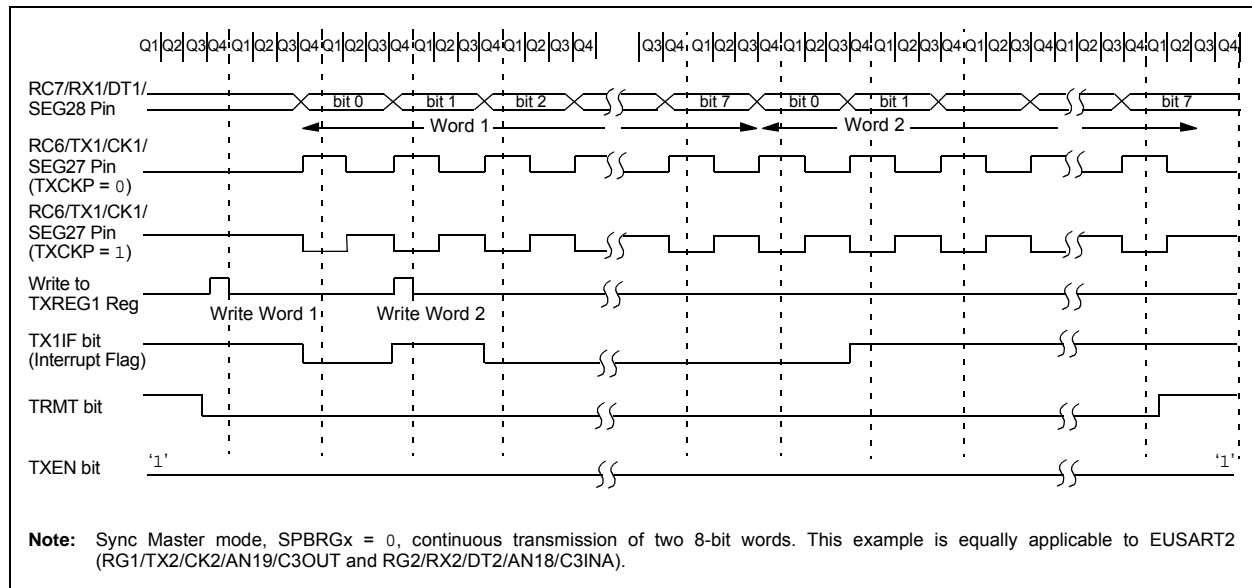 Q1 Q2 Q3 Q4 Q1 Q2 Q3 Q4 Q1 Q2 Q3 Q4 Q1 Q2 Q3 Q4 Q1 Q2 Q3 Q4 Q3 Q4 Q1 Q2 Q3 Q4 Q1 Q2 Q3 Q4 Q1 Q2 Q3 Q4 Q1 Q2 Q3 Q4 Q1 Q2 Q3 Q4 Q1 Q2 Q3 Q4
RC7/RX1/DT1/
SEG28 Pin
bit 0 bit 1 bit 2 bit 7 bit 0 bit 1 bit 7
Word 1 Word 2
RC6/TX1/CK1/
SEG27 Pin
(TXCKP = 0)
RC6/TX1/CK1/
SEG27 Pin
(TXCKP = 1)
Write to
TXREG1 Reg
Write Word 1 Write Word 2
TX1IF bit
(Interrupt Flag)
TRMT bit
TXEN bit
‘1’ ‘1’
Note: Sync Master mode, SPBRGx = 0, continuous transmission of two 8-bit words. This example is equally applicable to EUSART2
(RG1/TX2/CK2/AN19/C3OUT and RG2/RX2/DT2/AN18/C3INA).